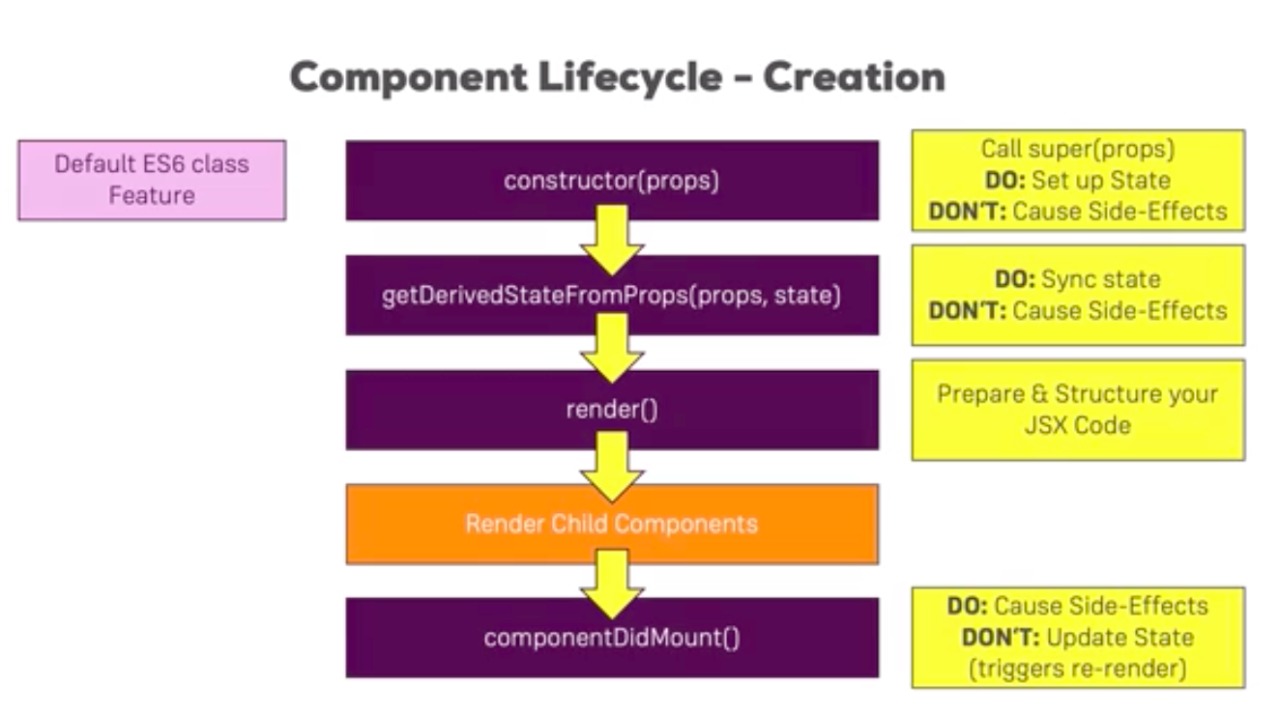 Component Lifecycle - Creation
Default ES6 class
Feature
constructor(props)
Call super(props)
DO: Set up State
DON'T: Cause Side-Effects
getDerivedStateFromProps(props, state)
DO: Sync state
DON'T: Cause Side-Effects
render()
Prepare & Structure your
JSX Code
Render Child Components
componentDidMount()
DO: Cause Side-Effects
DON'T: Update State
(triggers re-render)